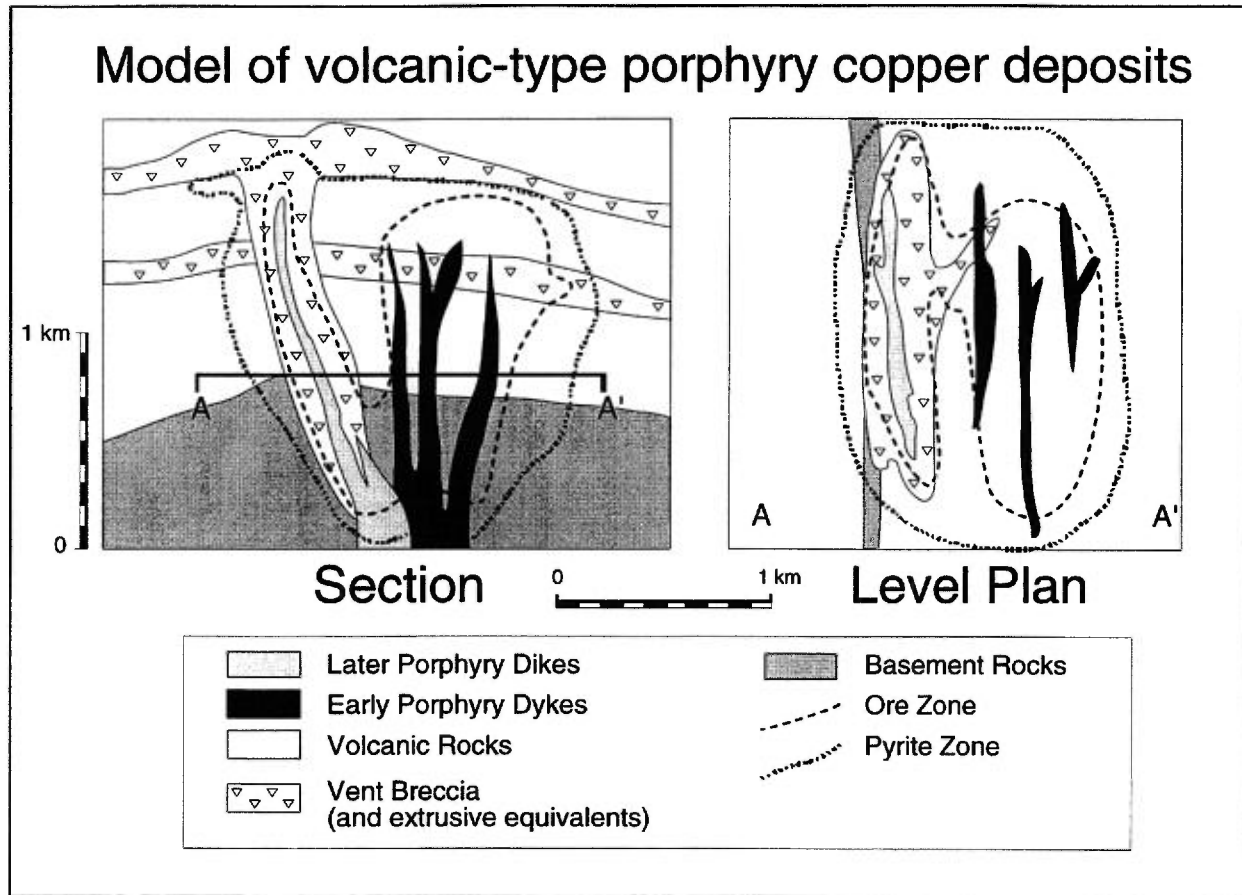 Model of volcanic-type porphyry copper deposits
1 km
0
A
A'
Section
0
1 km
A
A'
Level Plan
Later Porphyry Dikes
Early Porphyry Dykes
Volcanic Rocks
Vent Breccia
(and extrusive equivalents)
Basement Rocks
Ore Zone
Pyrite Zone